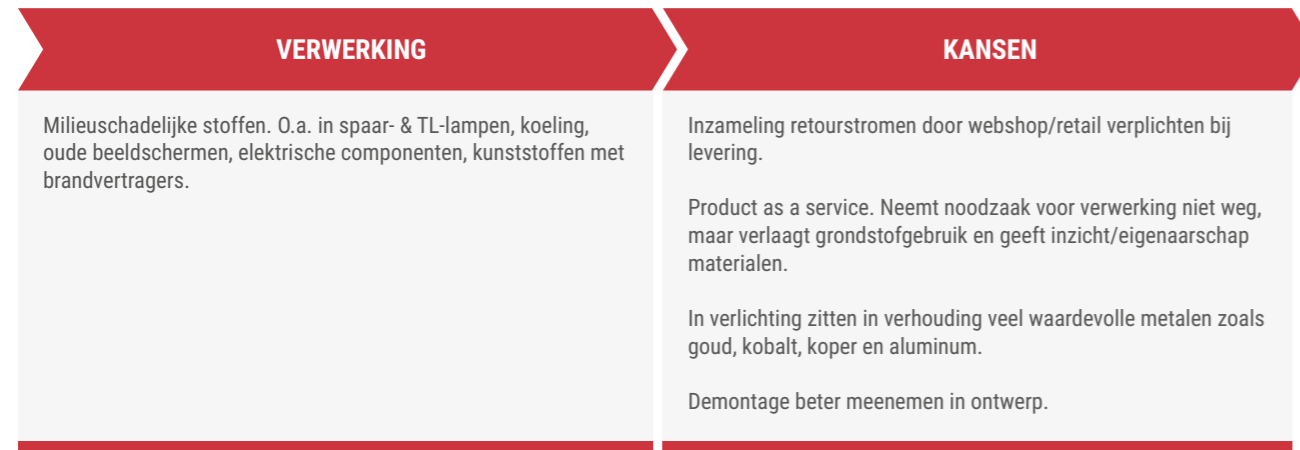 VERWERKING
Milieuschadelijke stoffen. O.a. in spaar- & TL-lampen, koeling,
oude beeldschermen, elektrische componenten, kunststoffen met
brandvertragers.
KANSEN
Inzameling retourstromen door webshop/retail verplichten bij
levering.
Product as a service. Neemt noodzaak voor verwerking niet weg,
maar verlaagt grondstofgebruik en geeft inzicht/eigenaarschap
materialen.
In verlichting zitten in verhouding veel waardevolle metalen zoals
goud, kobalt, koper en aluminum.
Demontage beter meenemen in ontwerp.